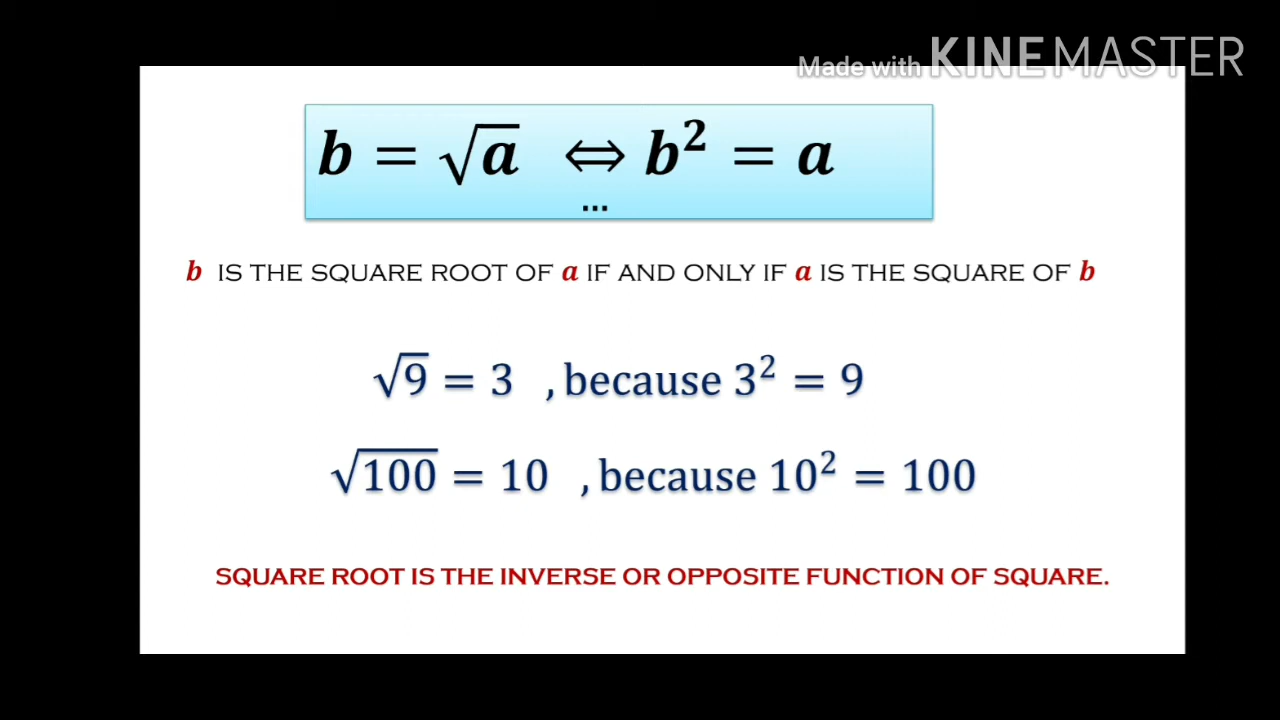 Made with KINEMASTER
b = √a ⇔ b² = a
...
b IS THE SQUARE ROOT OF a IF AND ONLY IF a IS THE SQUARE OF b
√9 = 3 , because 3² = 9
√100 = 10 , because 10² = 100
SQUARE ROOT IS THE INVERSE OR OPPOSITE FUNCTION OF SQUARE.